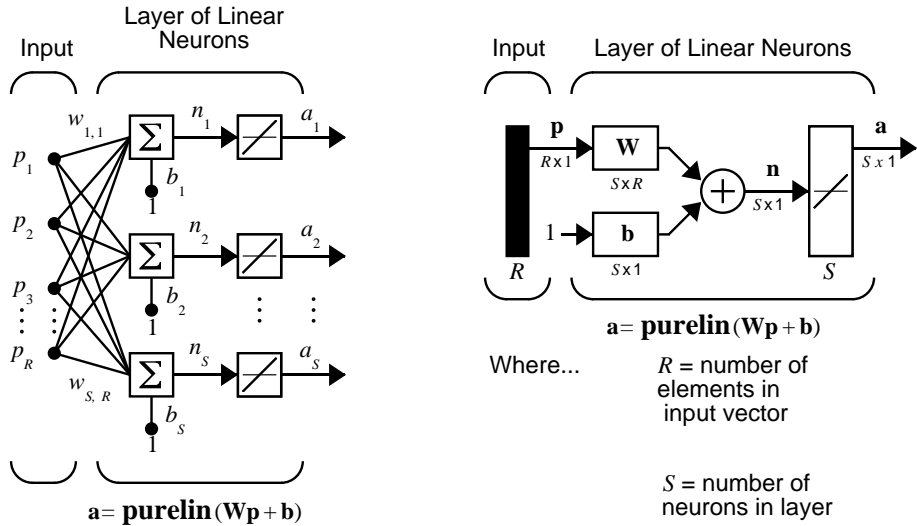 Layer of Linear
Neurons
Input
w1,1
n1
a1
Σ
p1
b1
1
p2
n2
a2
Σ
p3
b2
1
pR
nS
aS
Σ
wS, R
bS
1
a= purelin(Wp+b)
Input
Layer of Linear Neurons
p
W
a
R x 1
S x R
S x 1
n
S x 1
1
b
S x 1
R
S
a= purelin(Wp+b)
Where...
R = number of
elements in
input vector
S = number of
neurons in layer